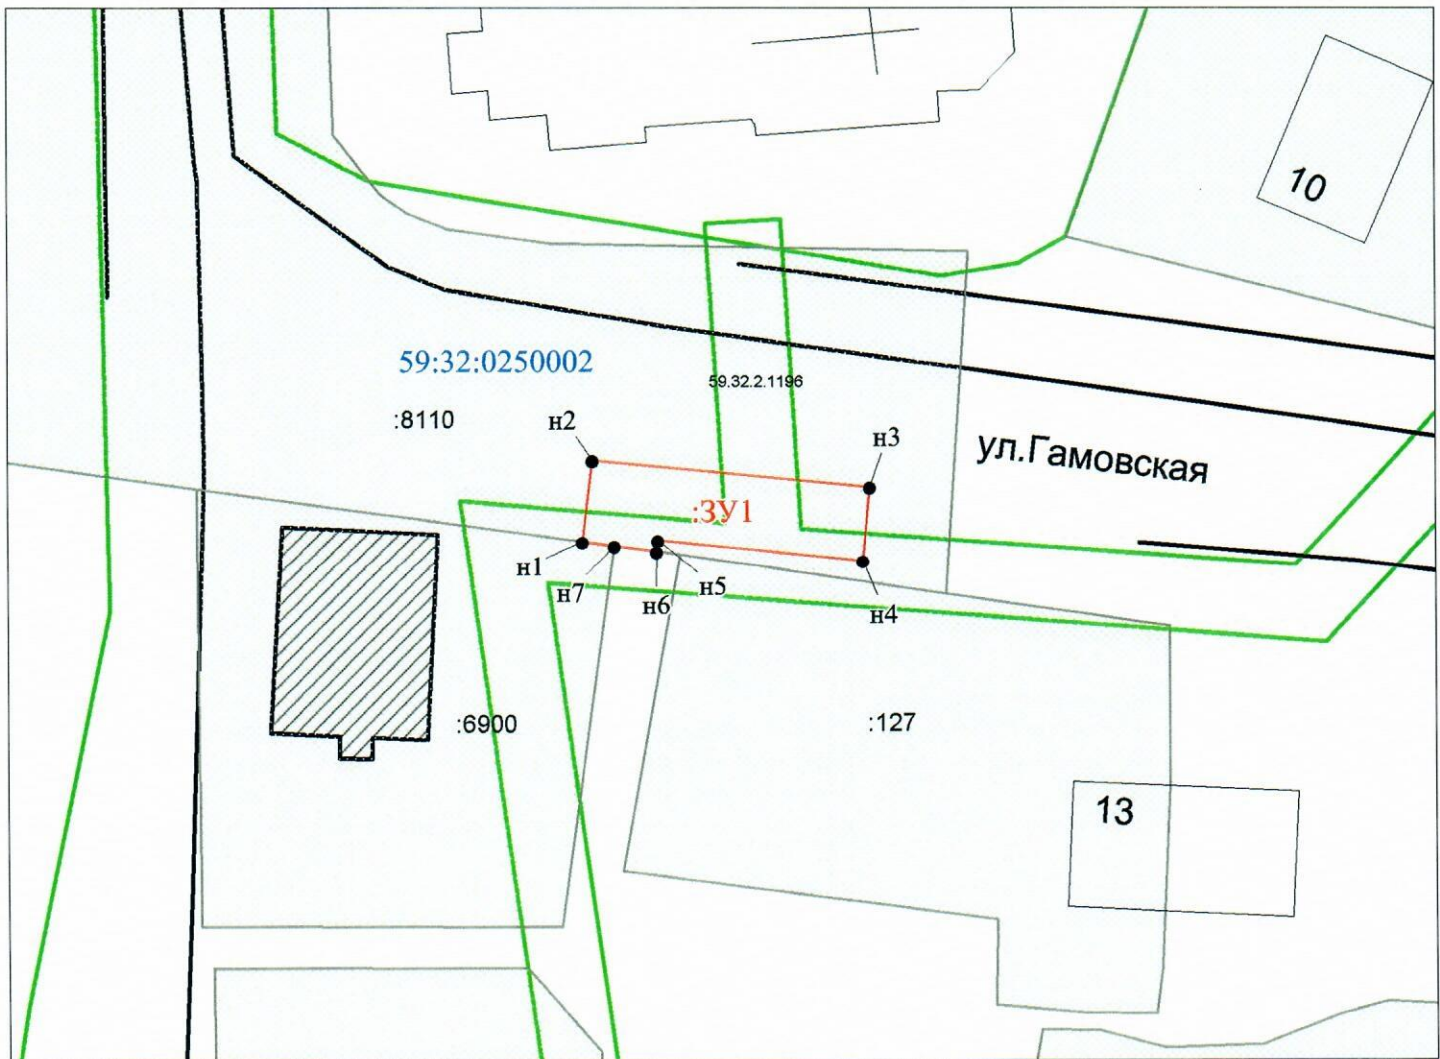 10
59:32:0250002
59.32.2.1196
:8110
н2
н3
ул.Гамовская
:ЗУ1
н1
н7
н6
н5
н4
:6900
:127
13